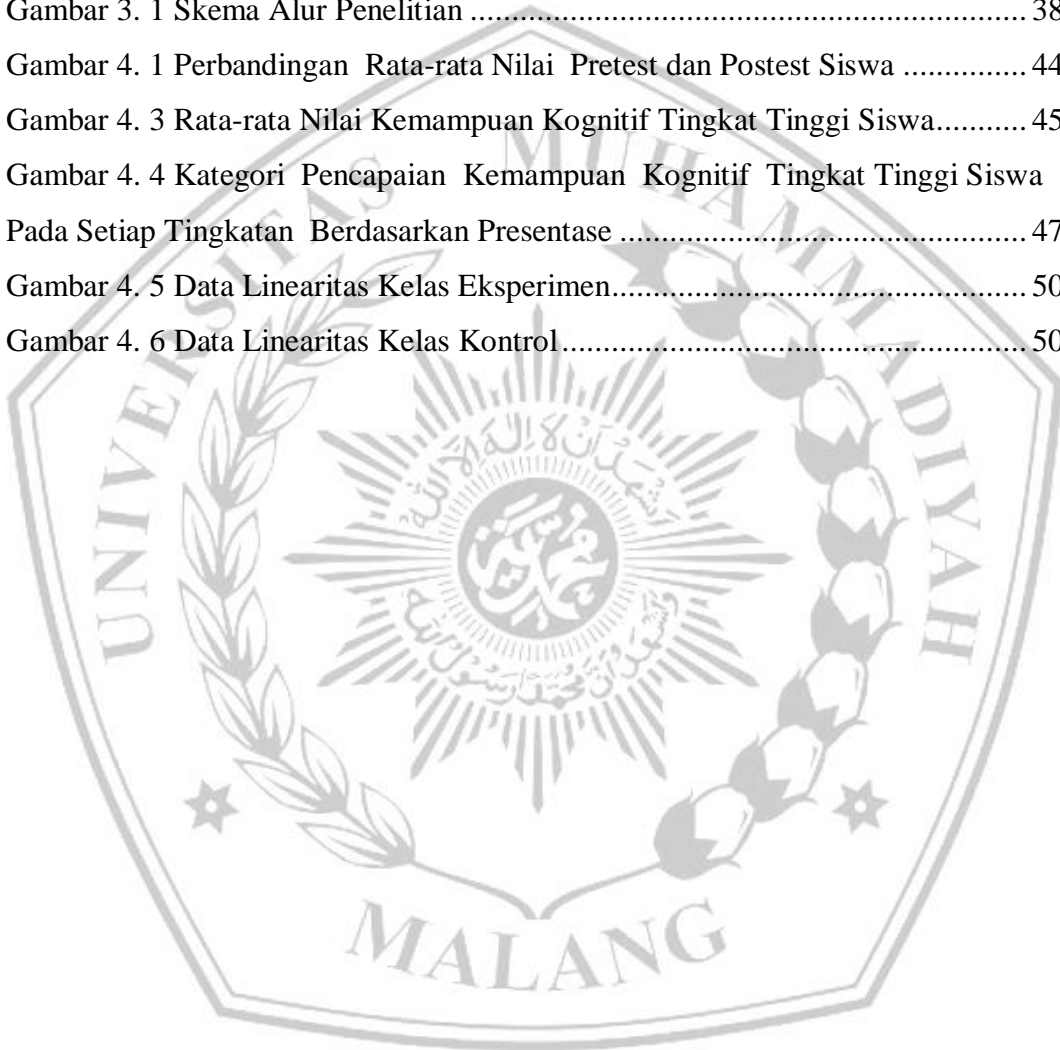 Gambar 3. 1 Skema Alur Penelitian ............................................................................ 38
Gambar 4. 1 Perbandingan Rata-rata Nilai Pretest dan Postest Siswa .............. 44
Gambar 4. 3 Rata-rata Nilai Kemampuan Kognitif Tingkat Tinggi Siswa.......... 45
Gambar 4. 4 Kategori Pencapaian Kemampuan Kognitif Tingkat Tinggi Siswa
Pada Setiap Tingkatan Berdasarkan Presentase ..................................................... 47
Gambar 4. 5 Data Linearitas Kelas Eksperimen...................................................... 50
Gambar 4. 6 Data Linearitas Kelas Kontrol............................................................. 50
UNIVERSITAS MUHAMMADIYAH
MALANG